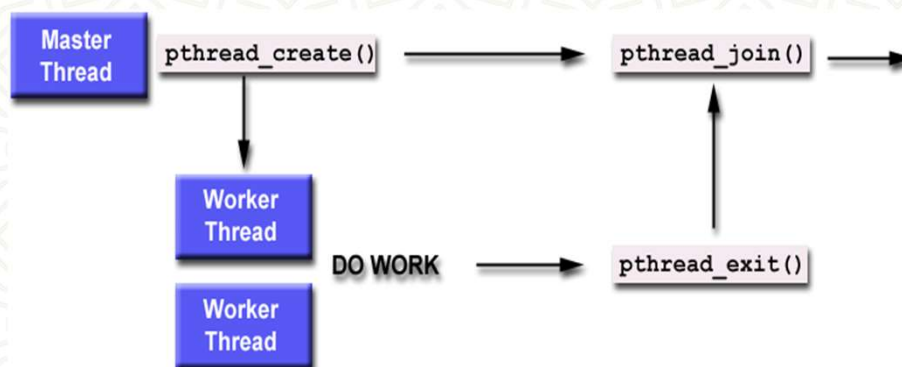 Master
Thread
pthread_create()
pthread_join()
Worker
Thread
DO WORK
pthread_exit()
Worker
Thread